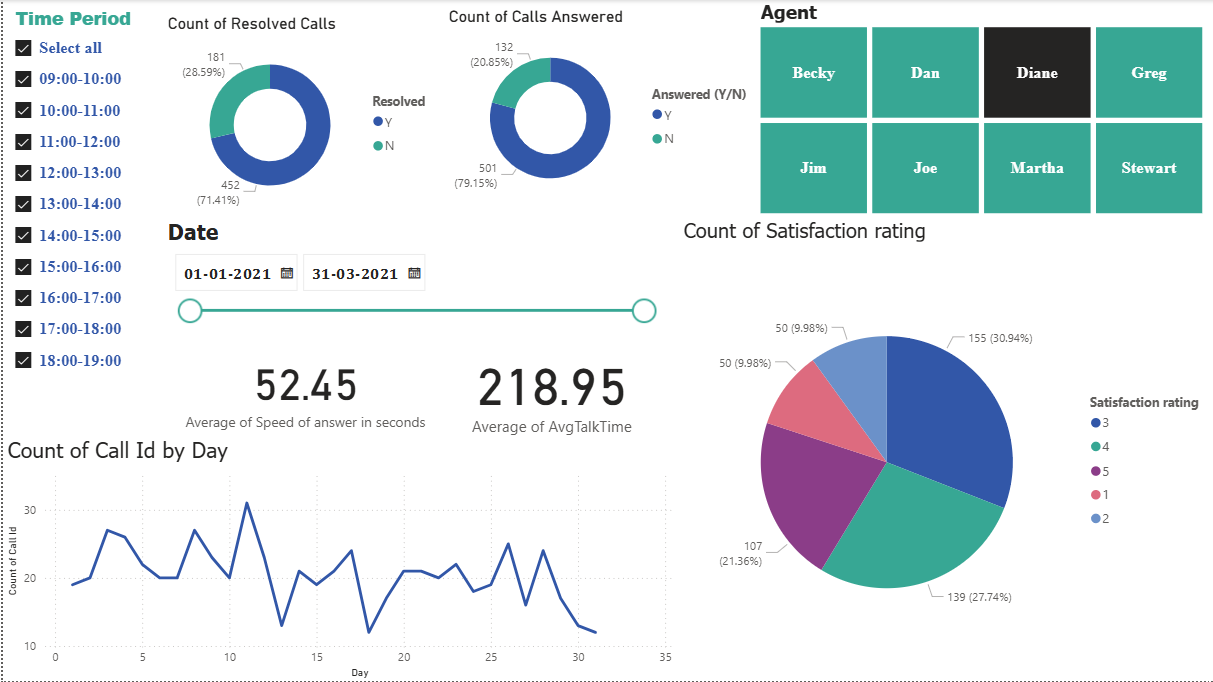 Time Period
Select all
09:00-10:00
10:00-11:00
11:00-12:00
12:00-13:00
13:00-14:00
14:00-15:00
15:00-16:00
16:00-17:00
17:00-18:00
18:00-19:00
Count of Resolved Calls
181
(28.59%)
452
(71.41%)
Resolved
Y
N
Count of Calls Answered
132
(20.85%)
501
(79.15%)
Answered (Y/N)
Y
N
Agent
Becky
Dan
Diane
Greg
Jim
Joe
Martha
Stewart
Date
01-01-2021
31-03-2021
52.45
Average of Speed of answer in seconds
218.95
Average of AvgTalkTime
Count of Satisfaction rating
50 (9.98%)
155 (30.94%)
50 (9.98%)
107
(21.36%)
139 (27.74%)
Satisfaction rating
3
4
5
1
2
Count of Call Id by Day
Count of Call Id
30
20
10
0 5 10 15 20 25 30 35
Day